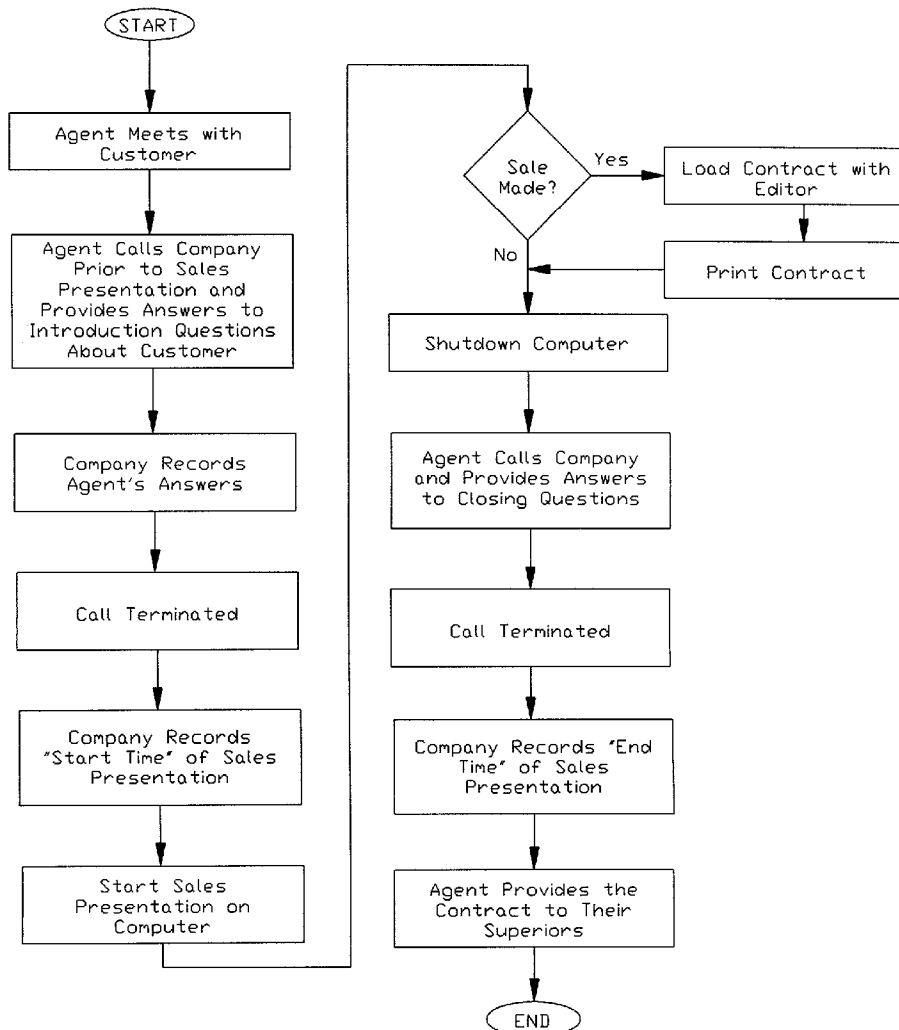 START
Agent Meets with
Customer
Agent Calls Company
Prior to Sales
Presentation and
Provides Answers to
Introduction Questions
About Customer
Company Records
Agent's Answers
Call Terminated
Company Records
"Start Time" of Sales
Presentation
Start Sales
Presentation on
Computer
Sale
Made?
Yes
Load Contract with
Editor
No
Print Contract
Shutdown Computer
Agent Calls Company
and Provides Answers
to Closing Questions
Call Terminated
Company Records "End
Time" of Sales
Presentation
Agent Provides the
Contract to Their
Superiors
END